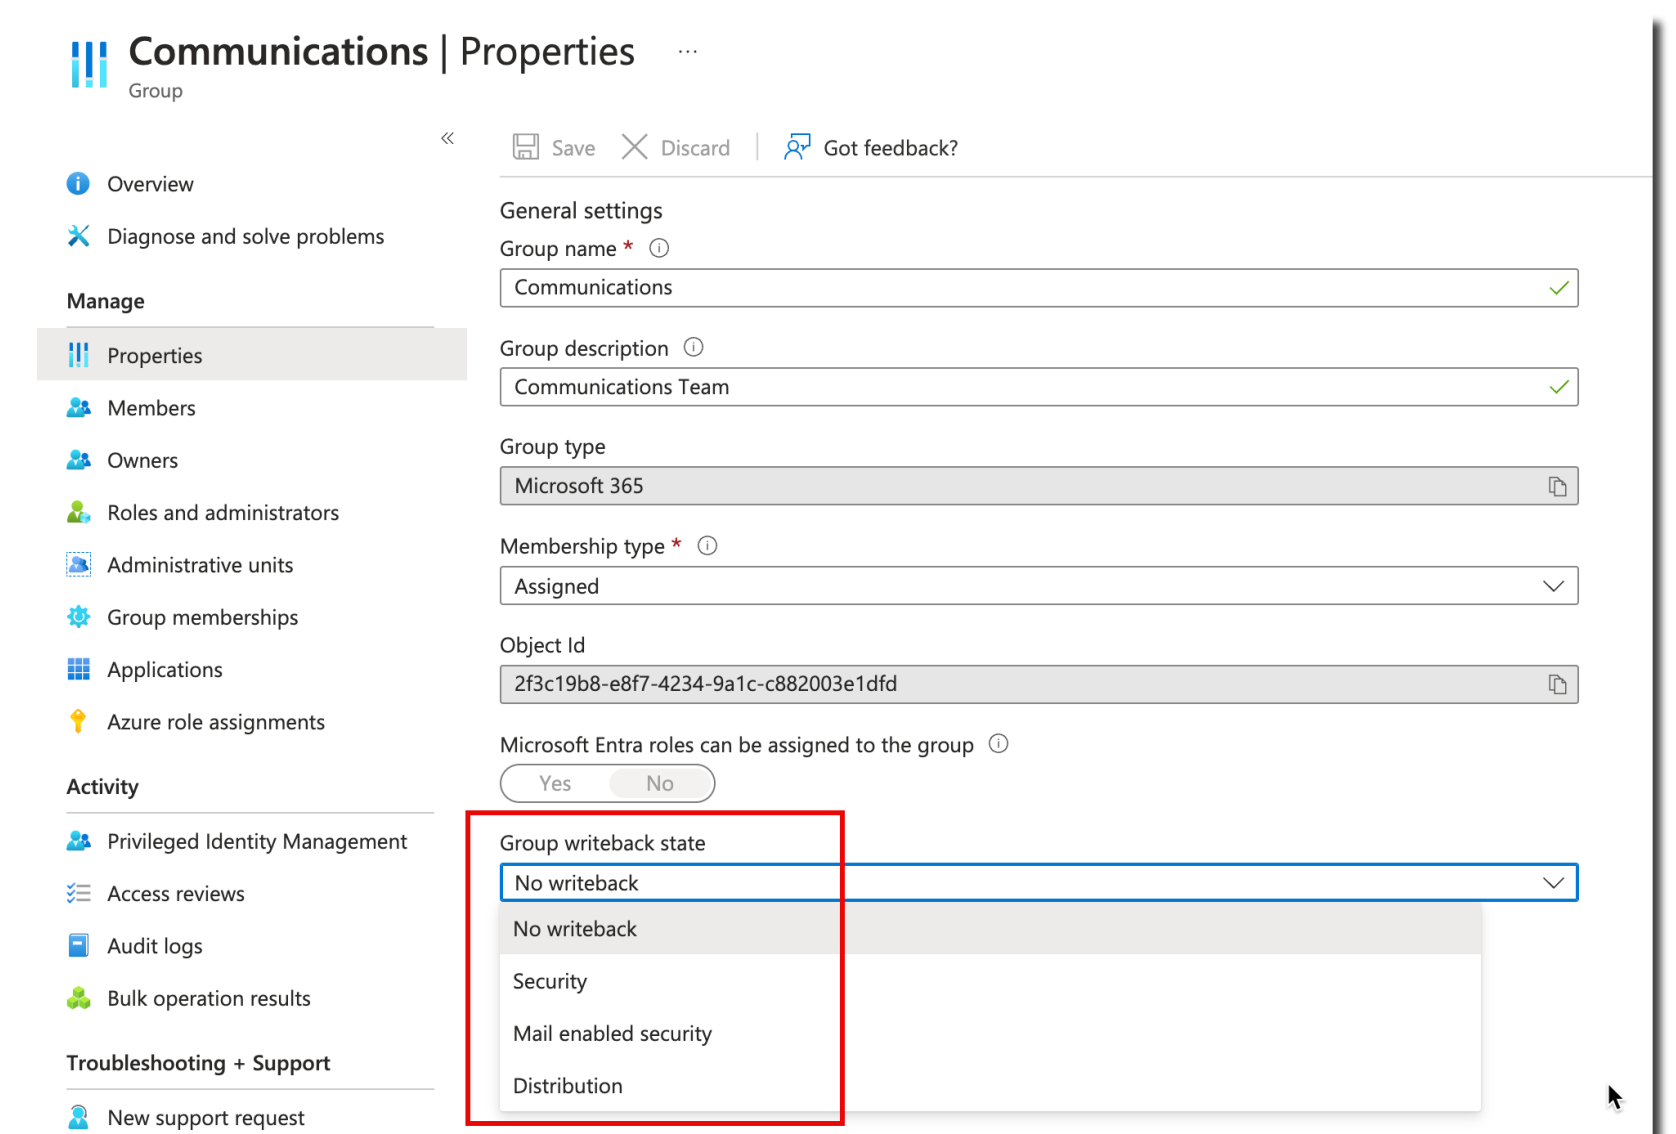 Communications | Properties ...
Group
«
Overview
Diagnose and solve problems
Manage
Properties
Members
Owners
Roles and administrators
Administrative units
Group memberships
Applications
Azure role assignments
Activity
Privileged Identity Management
Access reviews
Audit logs
Bulk operation results
Troubleshooting + Support
New support request
Save Discard | Got feedback?
General settings
Group name *
Communications
Group description
Communications Team
Group type
Microsoft 365
Membership type *
Assigned
Object Id
2f3c19b8-e8f7-4234-9a1c-c882003e1dfd
Microsoft Entra roles can be assigned to the group
Yes No
Group writeback state
No writeback
No writeback
Security
Mail enabled security
Distribution